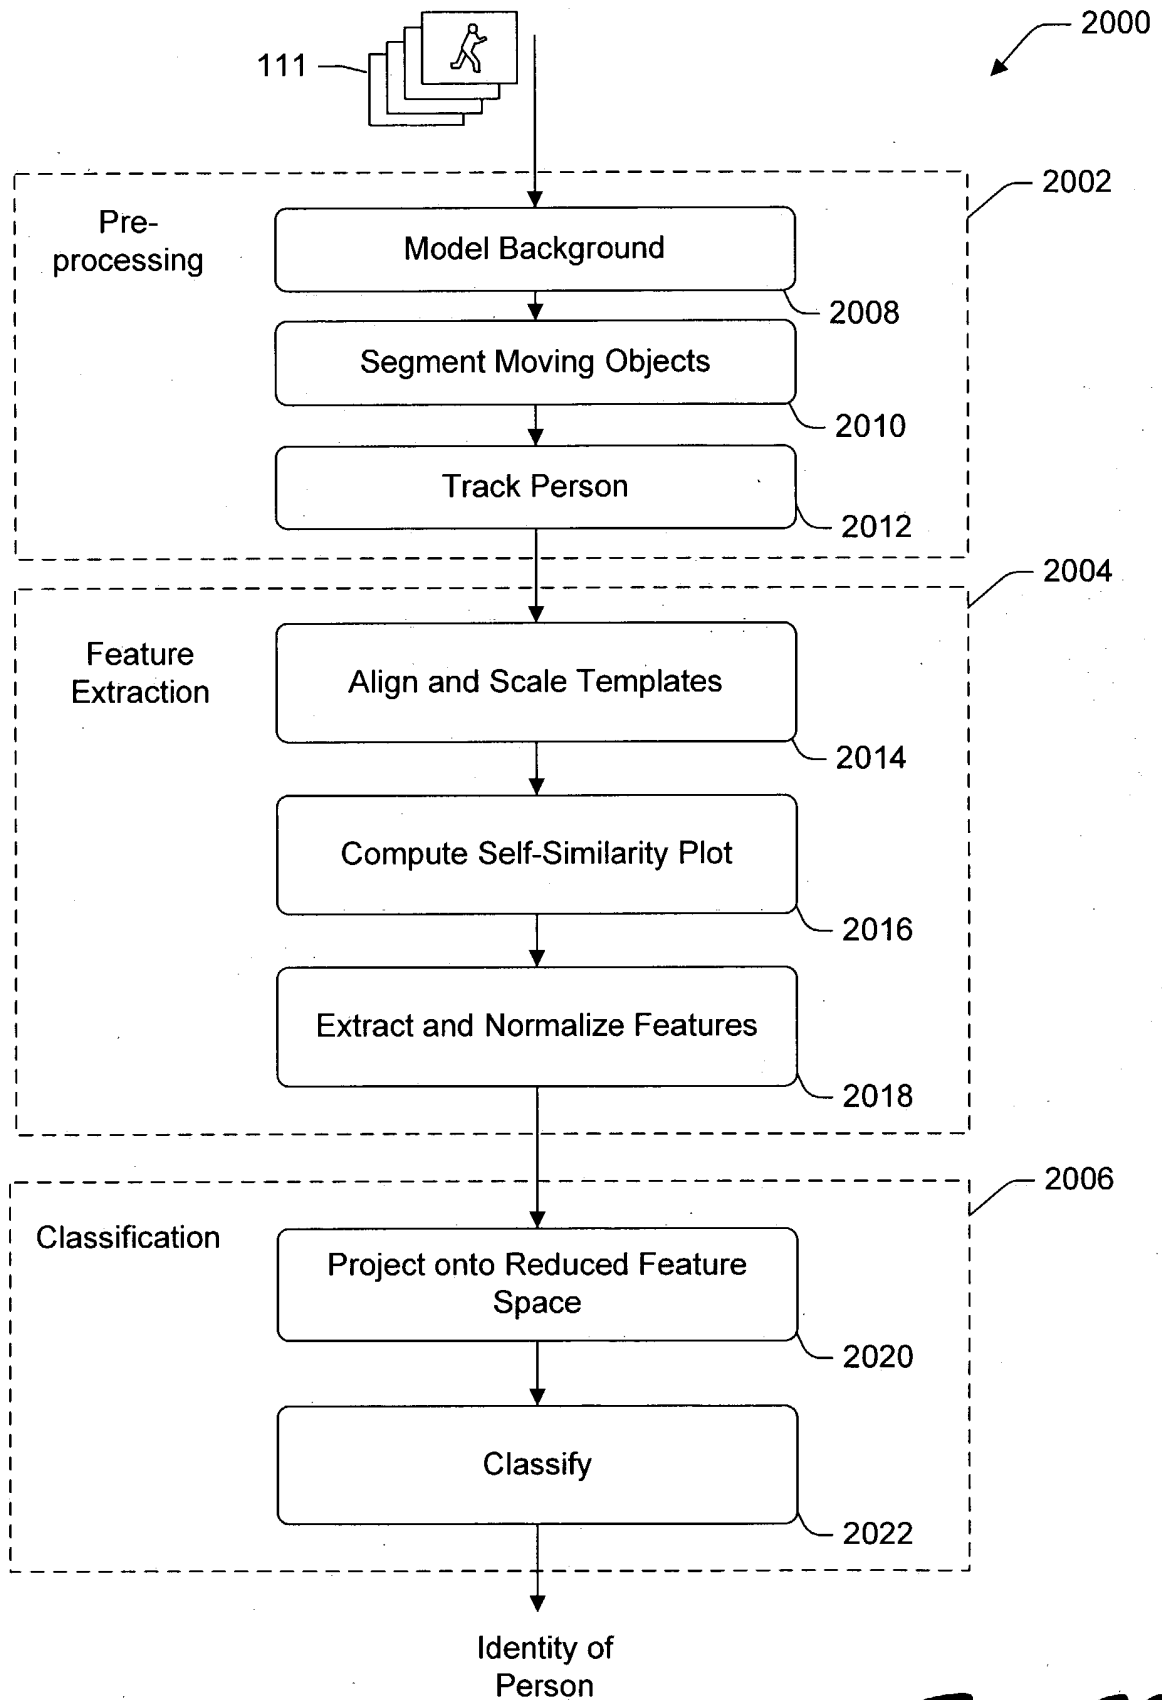 2000
111
2002
Pre-
processing
Model Background
2008
Segment Moving Objects
2010
Track Person
2012
2004
Feature
Extraction
Align and Scale Templates
2014
Compute Self-Similarity Plot
2016
Extract and Normalize Features
2018
2006
Classification
Project onto Reduced Feature
Space
2020
Classify
2022
Identity of
Person